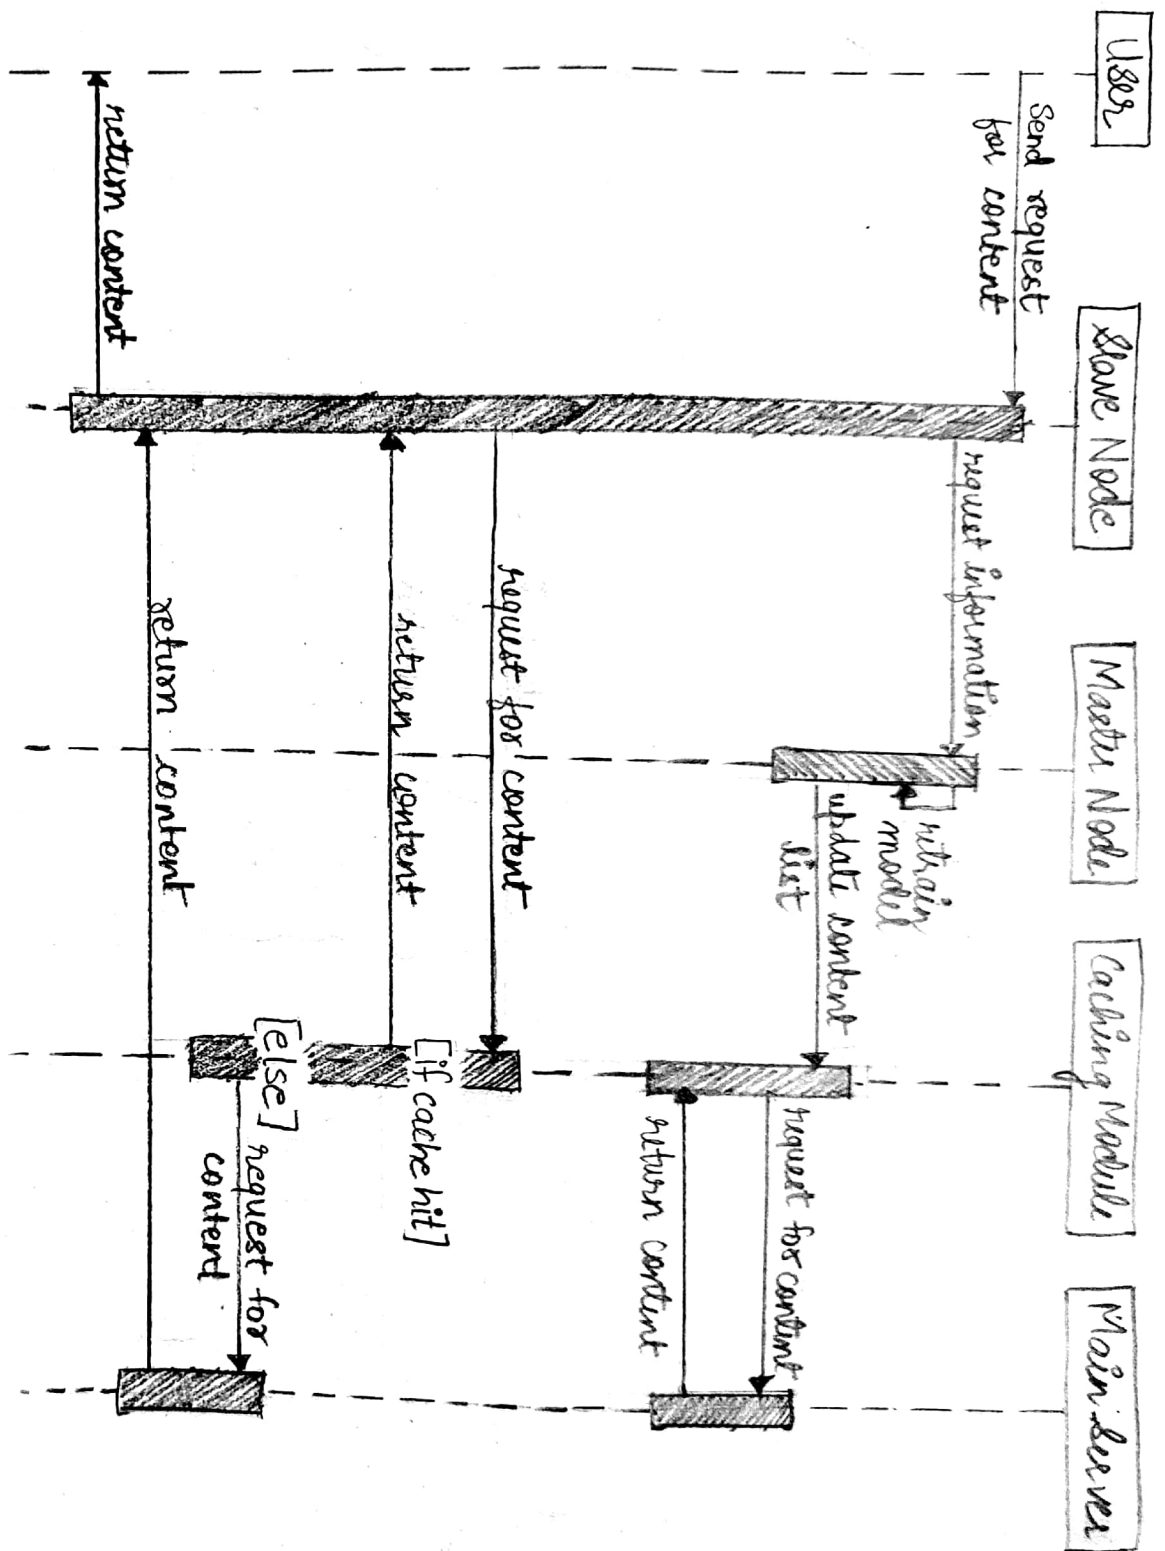 User
Slave Node
Master Node
Caching Module
Main Server
Send request
for content
request information
retrain
model
update content
list
request for content
return content
request for content
[if cache hit]
return content
[else]
request for
content
return content
return content